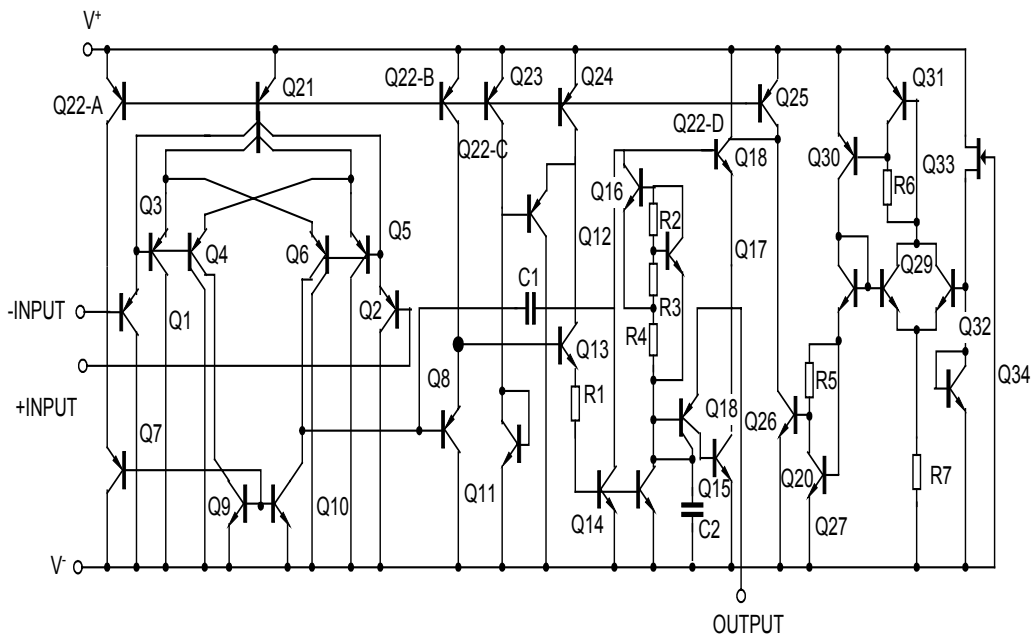 V+
Q22-A
Q21
Q22-B
Q23
Q24
Q22-C
Q22-D
Q25
Q31
Q3
Q4
Q6
Q5
Q16
Q18
Q30
R6
Q33
R2
Q12
Q17
Q29
-INPUT
Q1
Q2
C1
R3
R4
Q32
+INPUT
Q8
Q13
R1
R5
Q34
Q7
Q18
Q26
Q9
Q10
Q11
Q14
Q15
Q20
R7
C2
Q27
V-
OUTPUT